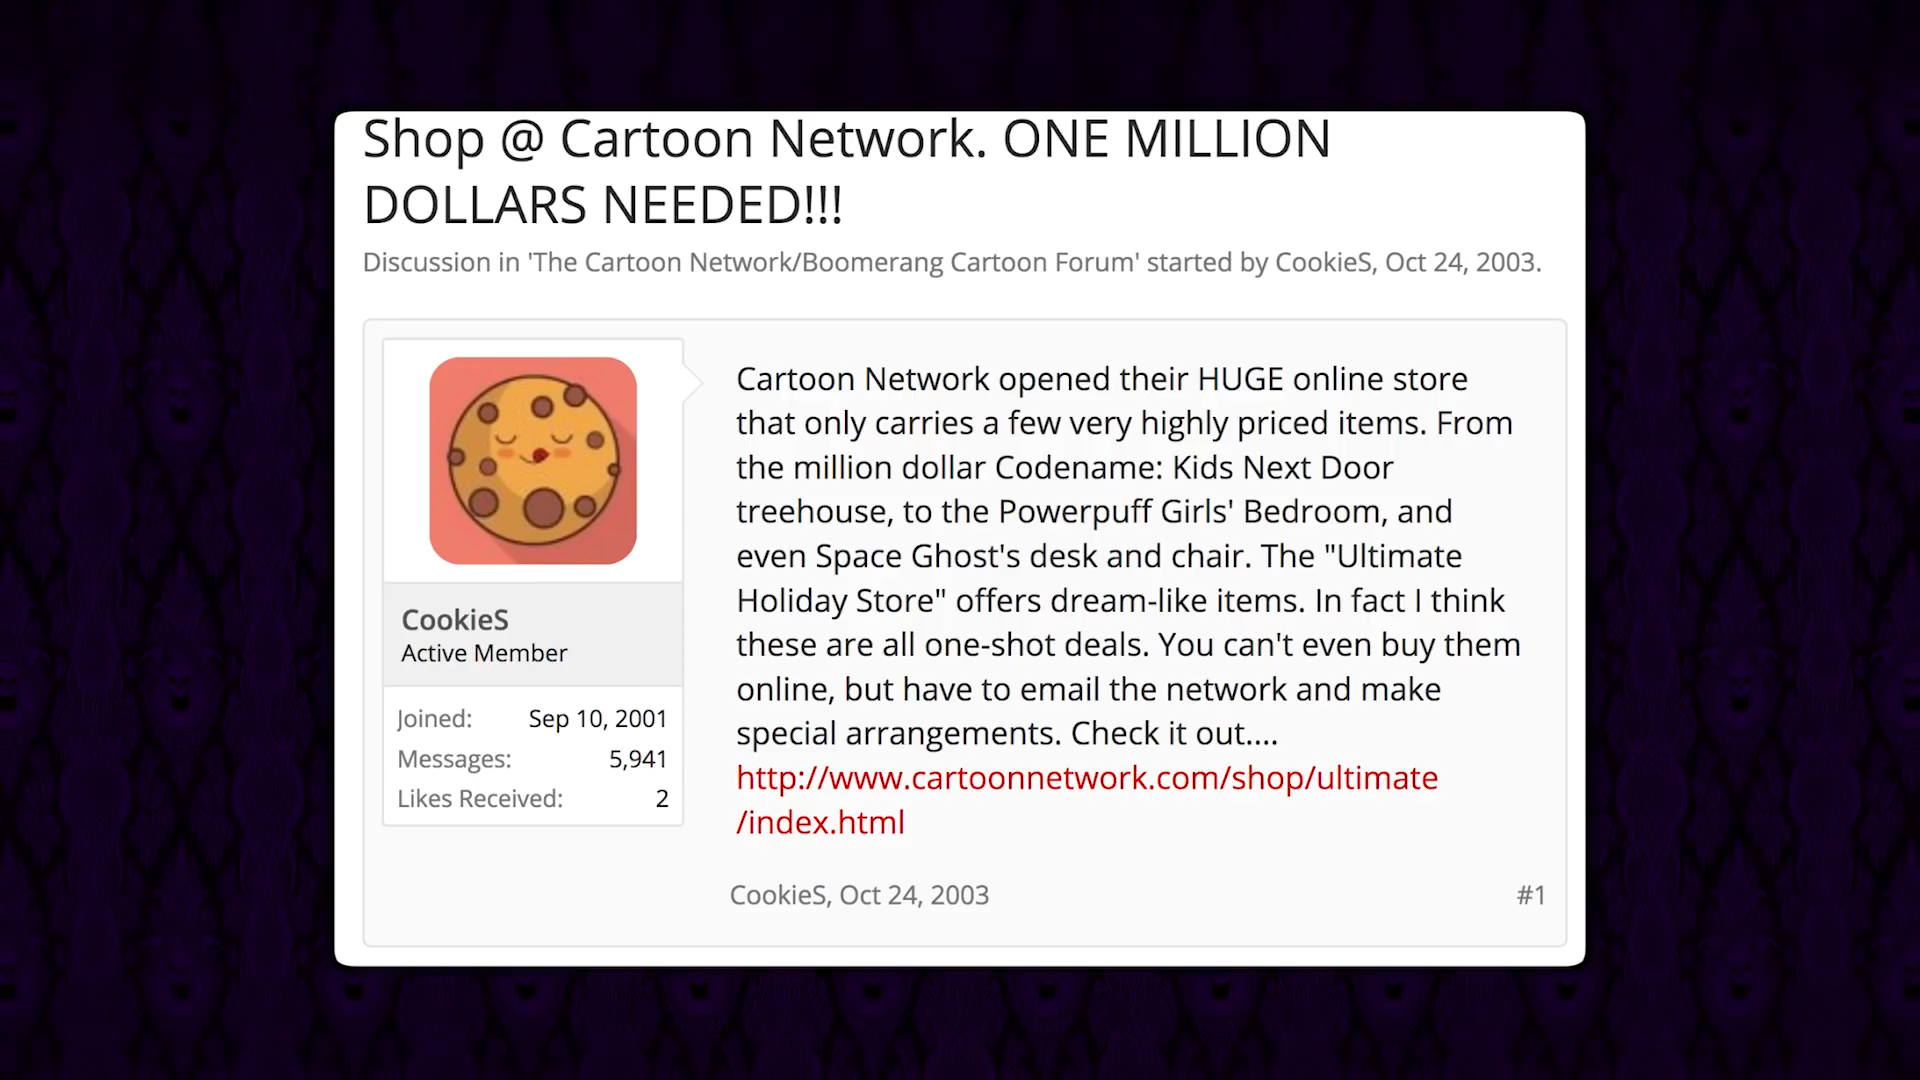 Shop @ Cartoon Network. ONE MILLION
DOLLARS NEEDED!!!
Discussion in 'The Cartoon Network/Boomerang Cartoon Forum' started by CookieS, Oct 24, 2003.
CookieS
Active Member
Joined: Sep 10, 2001
Messages: 5,941
Likes Received: 2
Cartoon Network opened their HUGE online store
that only carries a few very highly priced items. From
the million dollar Codename: Kids Next Door
treehouse, to the Powerpuff Girls' Bedroom, and
even Space Ghost's desk and chair. The "Ultimate
Holiday Store" offers dream-like items. In fact I think
these are all one-shot deals. You can't even buy them
online, but have to email the network and make
special arrangements. Check it out....
http://www.cartoonnetwork.com/shop/ultimate
/index.html
CookieS, Oct 24, 2003 #1